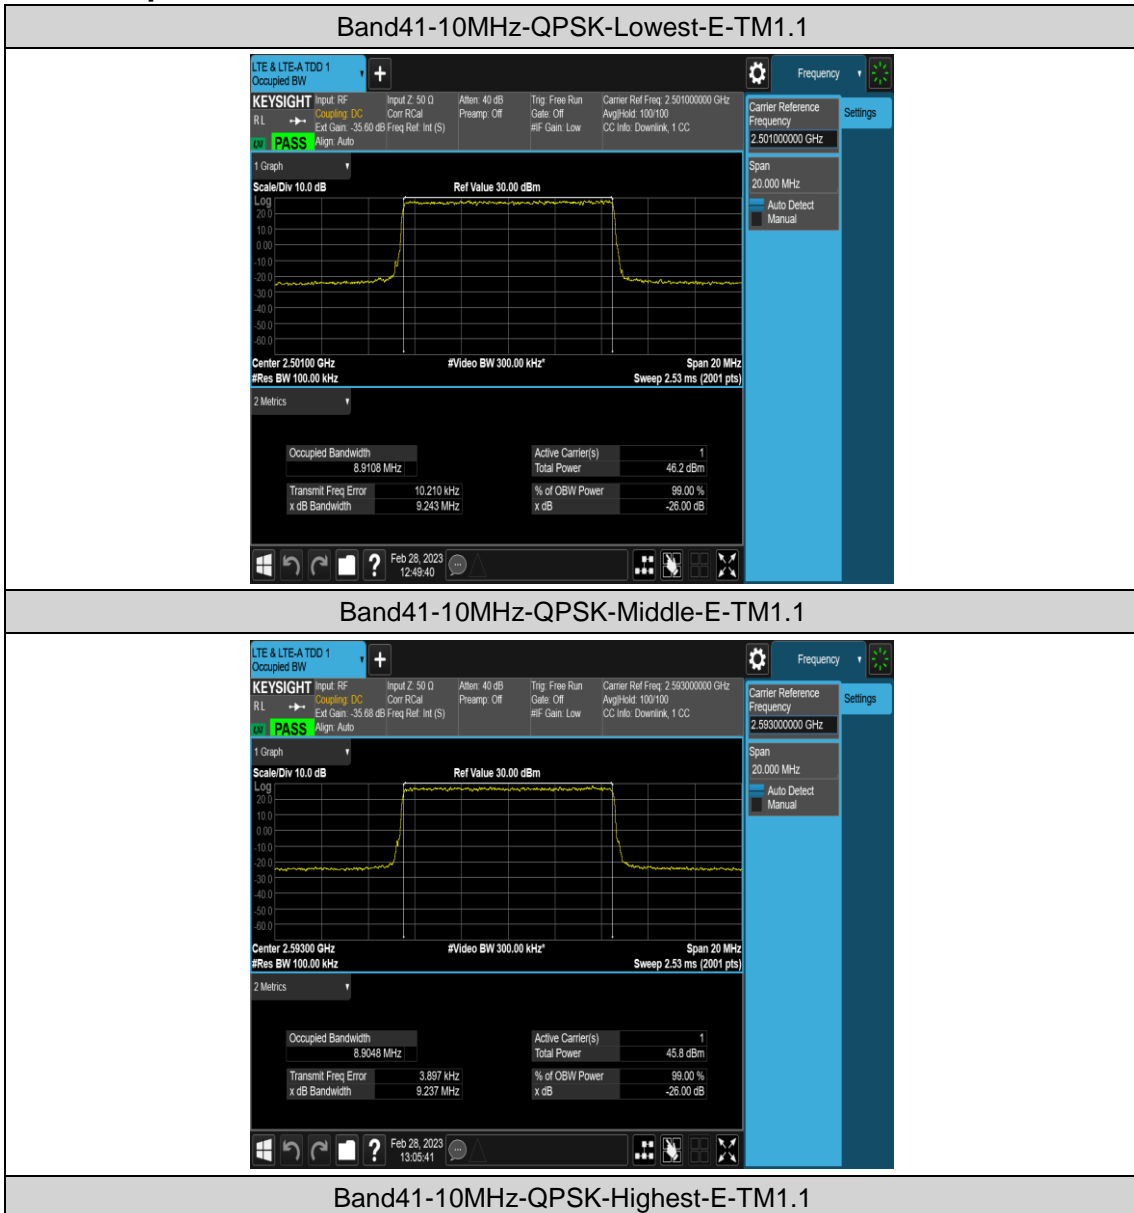 Band41-10MHz-QPSK-Lowest-E-TM1.1
LTE & LTE-A TDD 1
Occupied BW
Frequency
KEYSIGHT
RL
PASS
Input: RF
Coupling: DC
Ext Gain: -35.60 dB
Align: Auto
Input Z: 50 Ω
Corr RCal
Freq Ref: Int (S)
Atten: 40 dB
Preamp: Off
Trig: Free Run
Gate: Off
#IF Gain: Low
Carrier Ref Freq: 2.501000000 GHz
Avg|Hold: 100/100
CC Info: Downlink, 1 CC
Carrier Reference
Frequency
2.501000000 GHz
Settings
Span
20.000 MHz
Auto Detect
Manual
1 Graph
Scale/Div 10.0 dB
Ref Value 30.00 dBm
Log
20.0
10.0
0.00
-10.0
-20.0
-30.0
-40.0
-50.0
-60.0
Center 2.50100 GHz
#Video BW 300.00 kHz*
Span 20 MHz
#Res BW 100.00 kHz
Sweep 2.53 ms (2001 pts)
2 Metrics
Occupied Bandwidth
8.9108 MHz
Active Carrier(s) 1
Total Power 46.2 dBm
Transmit Freq Error 10.210 kHz
x dB Bandwidth 9.243 MHz
% of OBW Power 99.00 %
x dB -26.00 dB
Feb 28, 2023
12:49:40
Band41-10MHz-QPSK-Middle-E-TM1.1
LTE & LTE-A TDD 1
Occupied BW
Frequency
KEYSIGHT
RL
PASS
Input: RF
Coupling: DC
Ext Gain: -35.68 dB
Align: Auto
Input Z: 50 Ω
Corr RCal
Freq Ref: Int (S)
Atten: 40 dB
Preamp: Off
Trig: Free Run
Gate: Off
#IF Gain: Low
Carrier Ref Freq: 2.593000000 GHz
Avg|Hold: 100/100
CC Info: Downlink, 1 CC
Carrier Reference
Frequency
2.593000000 GHz
Settings
Span
20.000 MHz
Auto Detect
Manual
1 Graph
Scale/Div 10.0 dB
Ref Value 30.00 dBm
Log
20.0
10.0
0.00
-10.0
-20.0
-30.0
-40.0
-50.0
-60.0
Center 2.59300 GHz
#Video BW 300.00 kHz*
Span 20 MHz
#Res BW 100.00 kHz
Sweep 2.53 ms (2001 pts)
2 Metrics
Occupied Bandwidth
8.9048 MHz
Active Carrier(s) 1
Total Power 45.8 dBm
Transmit Freq Error 3.897 kHz
x dB Bandwidth 9.237 MHz
% of OBW Power 99.00 %
x dB -26.00 dB
Feb 28, 2023
13:05:41
Band41-10MHz-QPSK-Highest-E-TM1.1